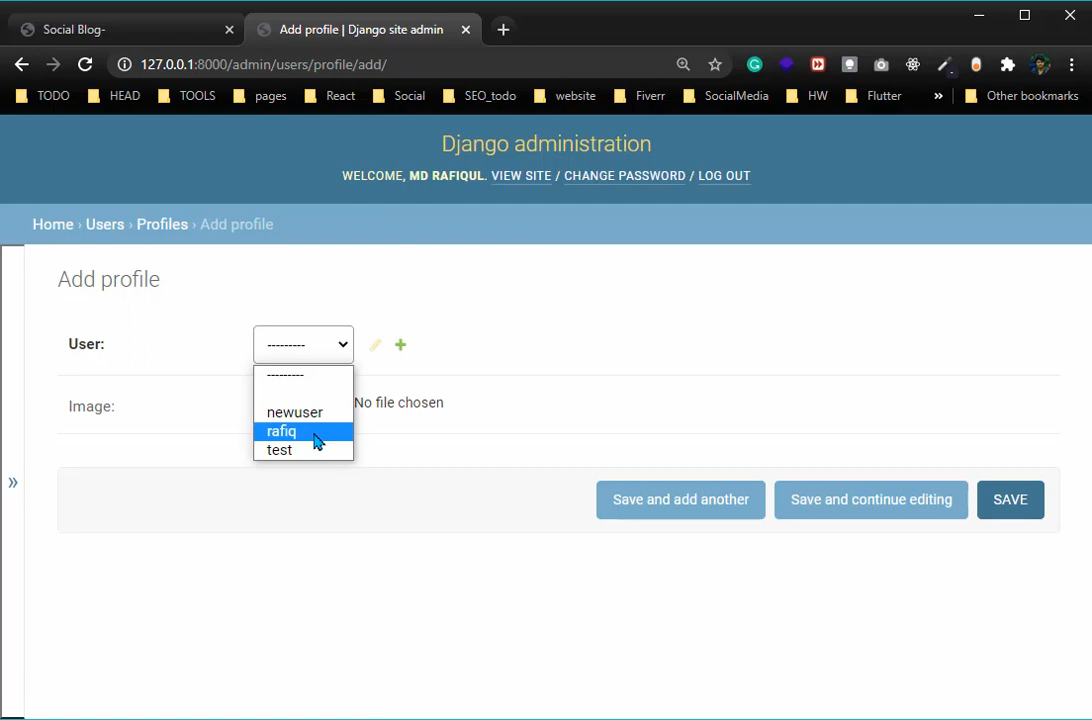 Social Blog-
Add profile | Django site admin
127.0.0.1:8000/admin/users/profile/add/
TODO HEAD TOOLS pages React Social SEO_todo website Fiverr SocialMedia HW Flutter » Other bookmarks
Django administration
WELCOME, MD RAFIQUL. VIEW SITE / CHANGE PASSWORD / LOG OUT
Home › Users › Profiles › Add profile
Add profile
User: ---------
---------
Image: No file chosen
newuser
rafiq
test
»
Save and add another Save and continue editing SAVE